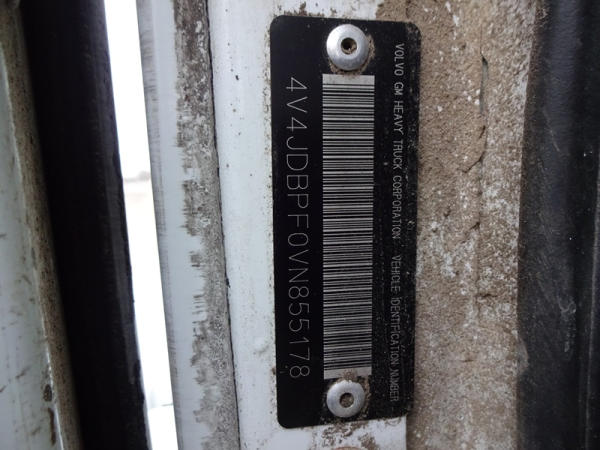 VOLVO GM HEAVY TRUCK CORPORATION VEHICLE IDENTIFICATION NUMBER
4V4JDBPF0VN855178